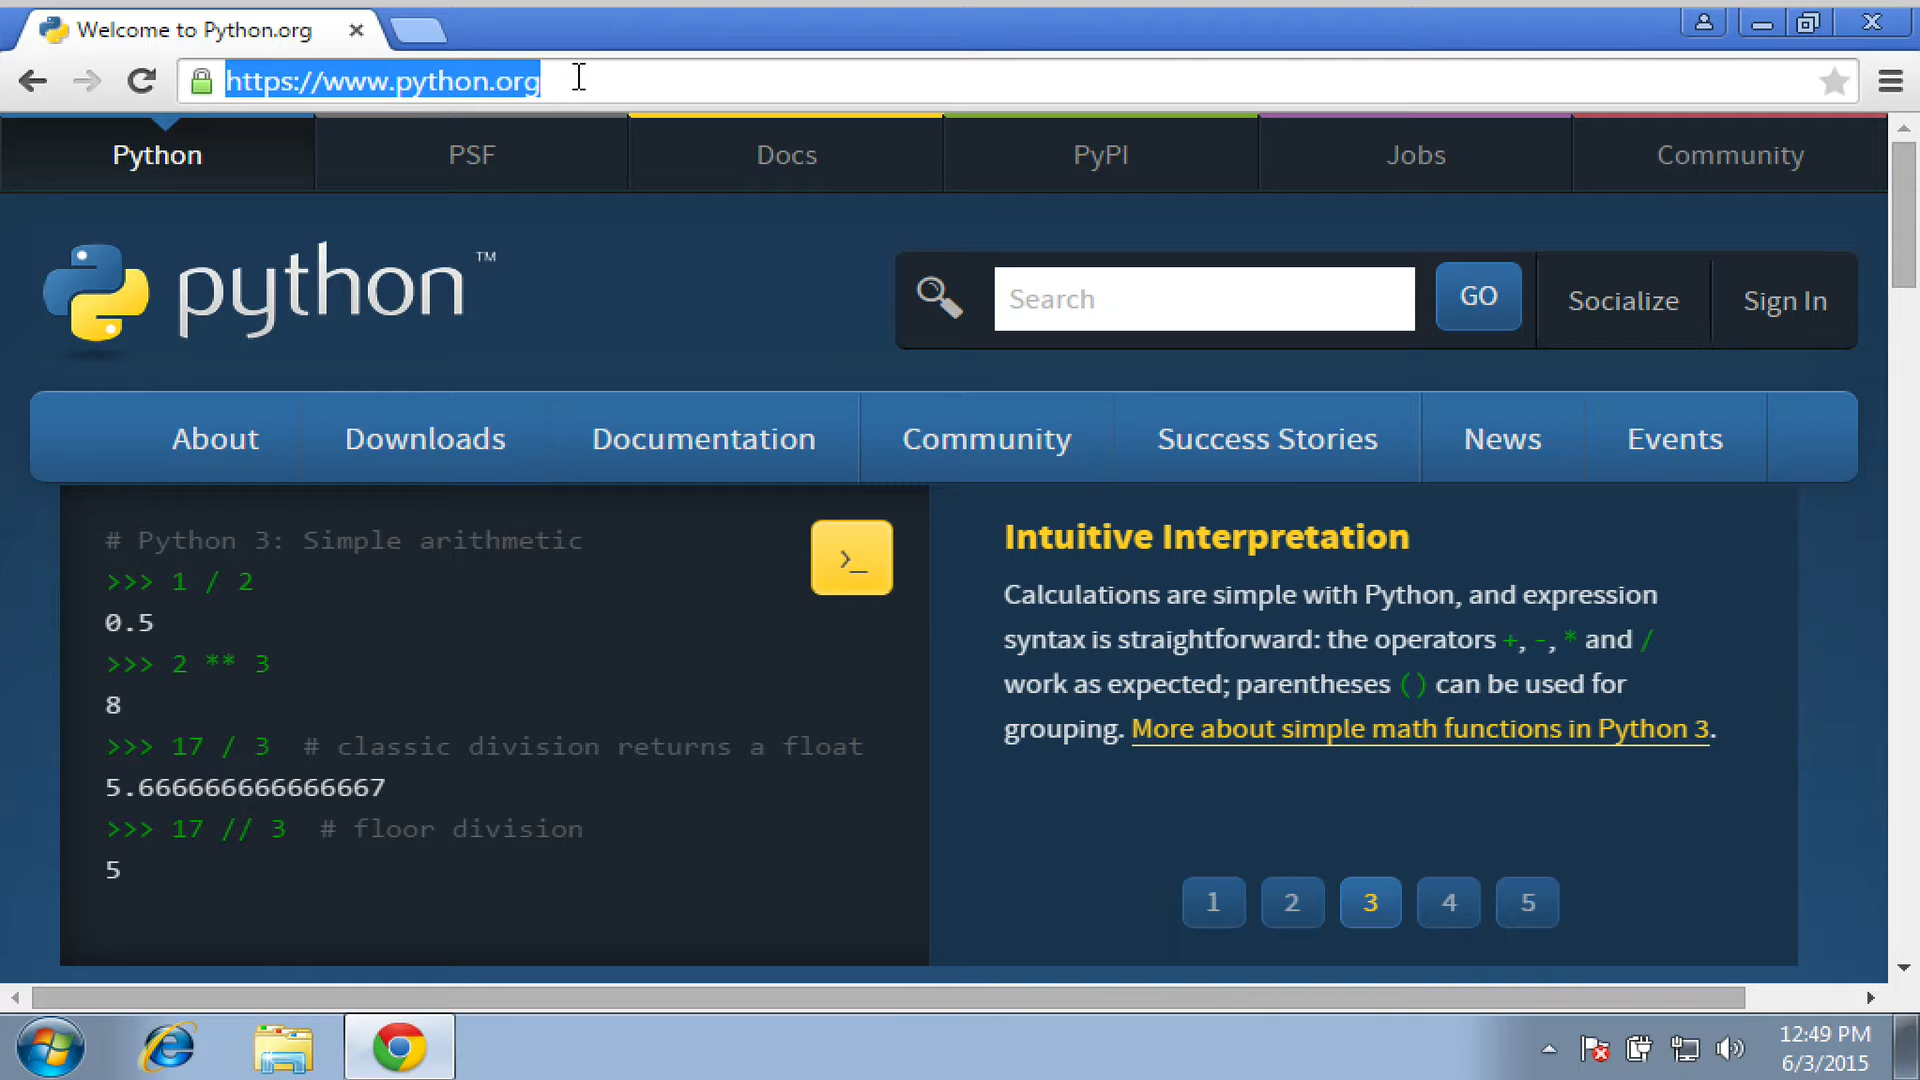 Welcome to Python.org
https://www.python.org
Python PSF Docs PyPI Jobs Community
python™
Search GO Socialize Sign In
About Downloads Documentation Community Success Stories News Events
# Python 3: Simple arithmetic
>>> 1 / 2
0.5
>>> 2 ** 3
8
>>> 17 / 3 # classic division returns a float
5.666666666666667
>>> 17 // 3 # floor division
5
>_
Intuitive Interpretation
Calculations are simple with Python, and expression
syntax is straightforward: the operators +, -, * and /
work as expected; parentheses () can be used for
grouping. More about simple math functions in Python 3.
1 2 3 4 5
12:49 PM
6/3/2015